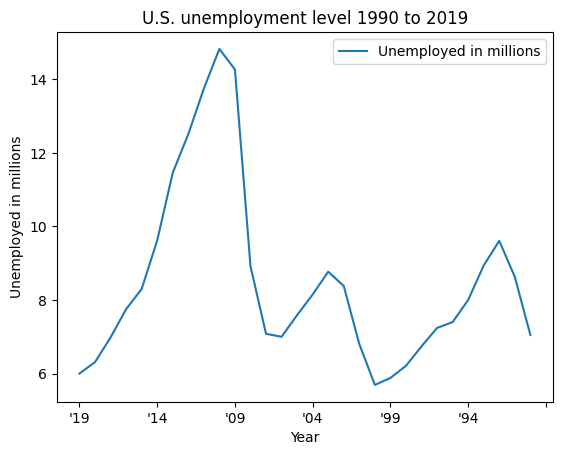 U.S. unemployment level 1990 to 2019
Unemployed in millions
Unemployed in millions
14
12
10
8
6
'19 '14 '09 '04 '99 '94
Year